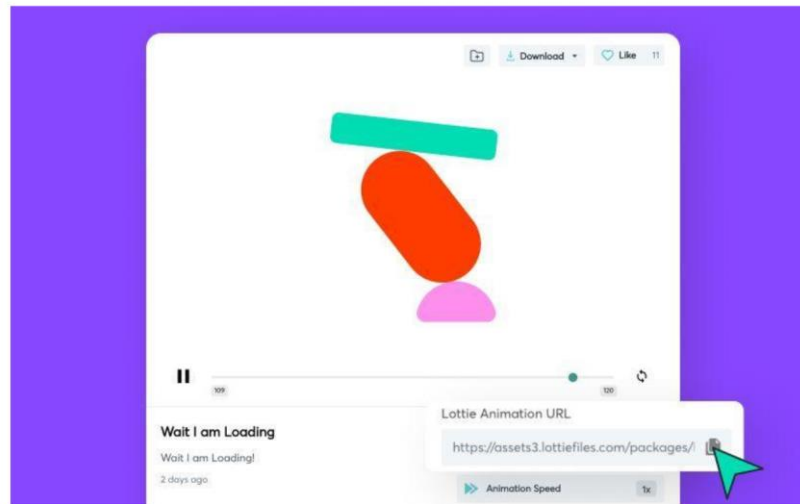 Download
Like 11
109
120
Wait I am Loading
Wait I am Loading!
2 days ago
Lottie Animation URL
https://assets3.lottiefiles.com/packages/l
Animation Speed
1x